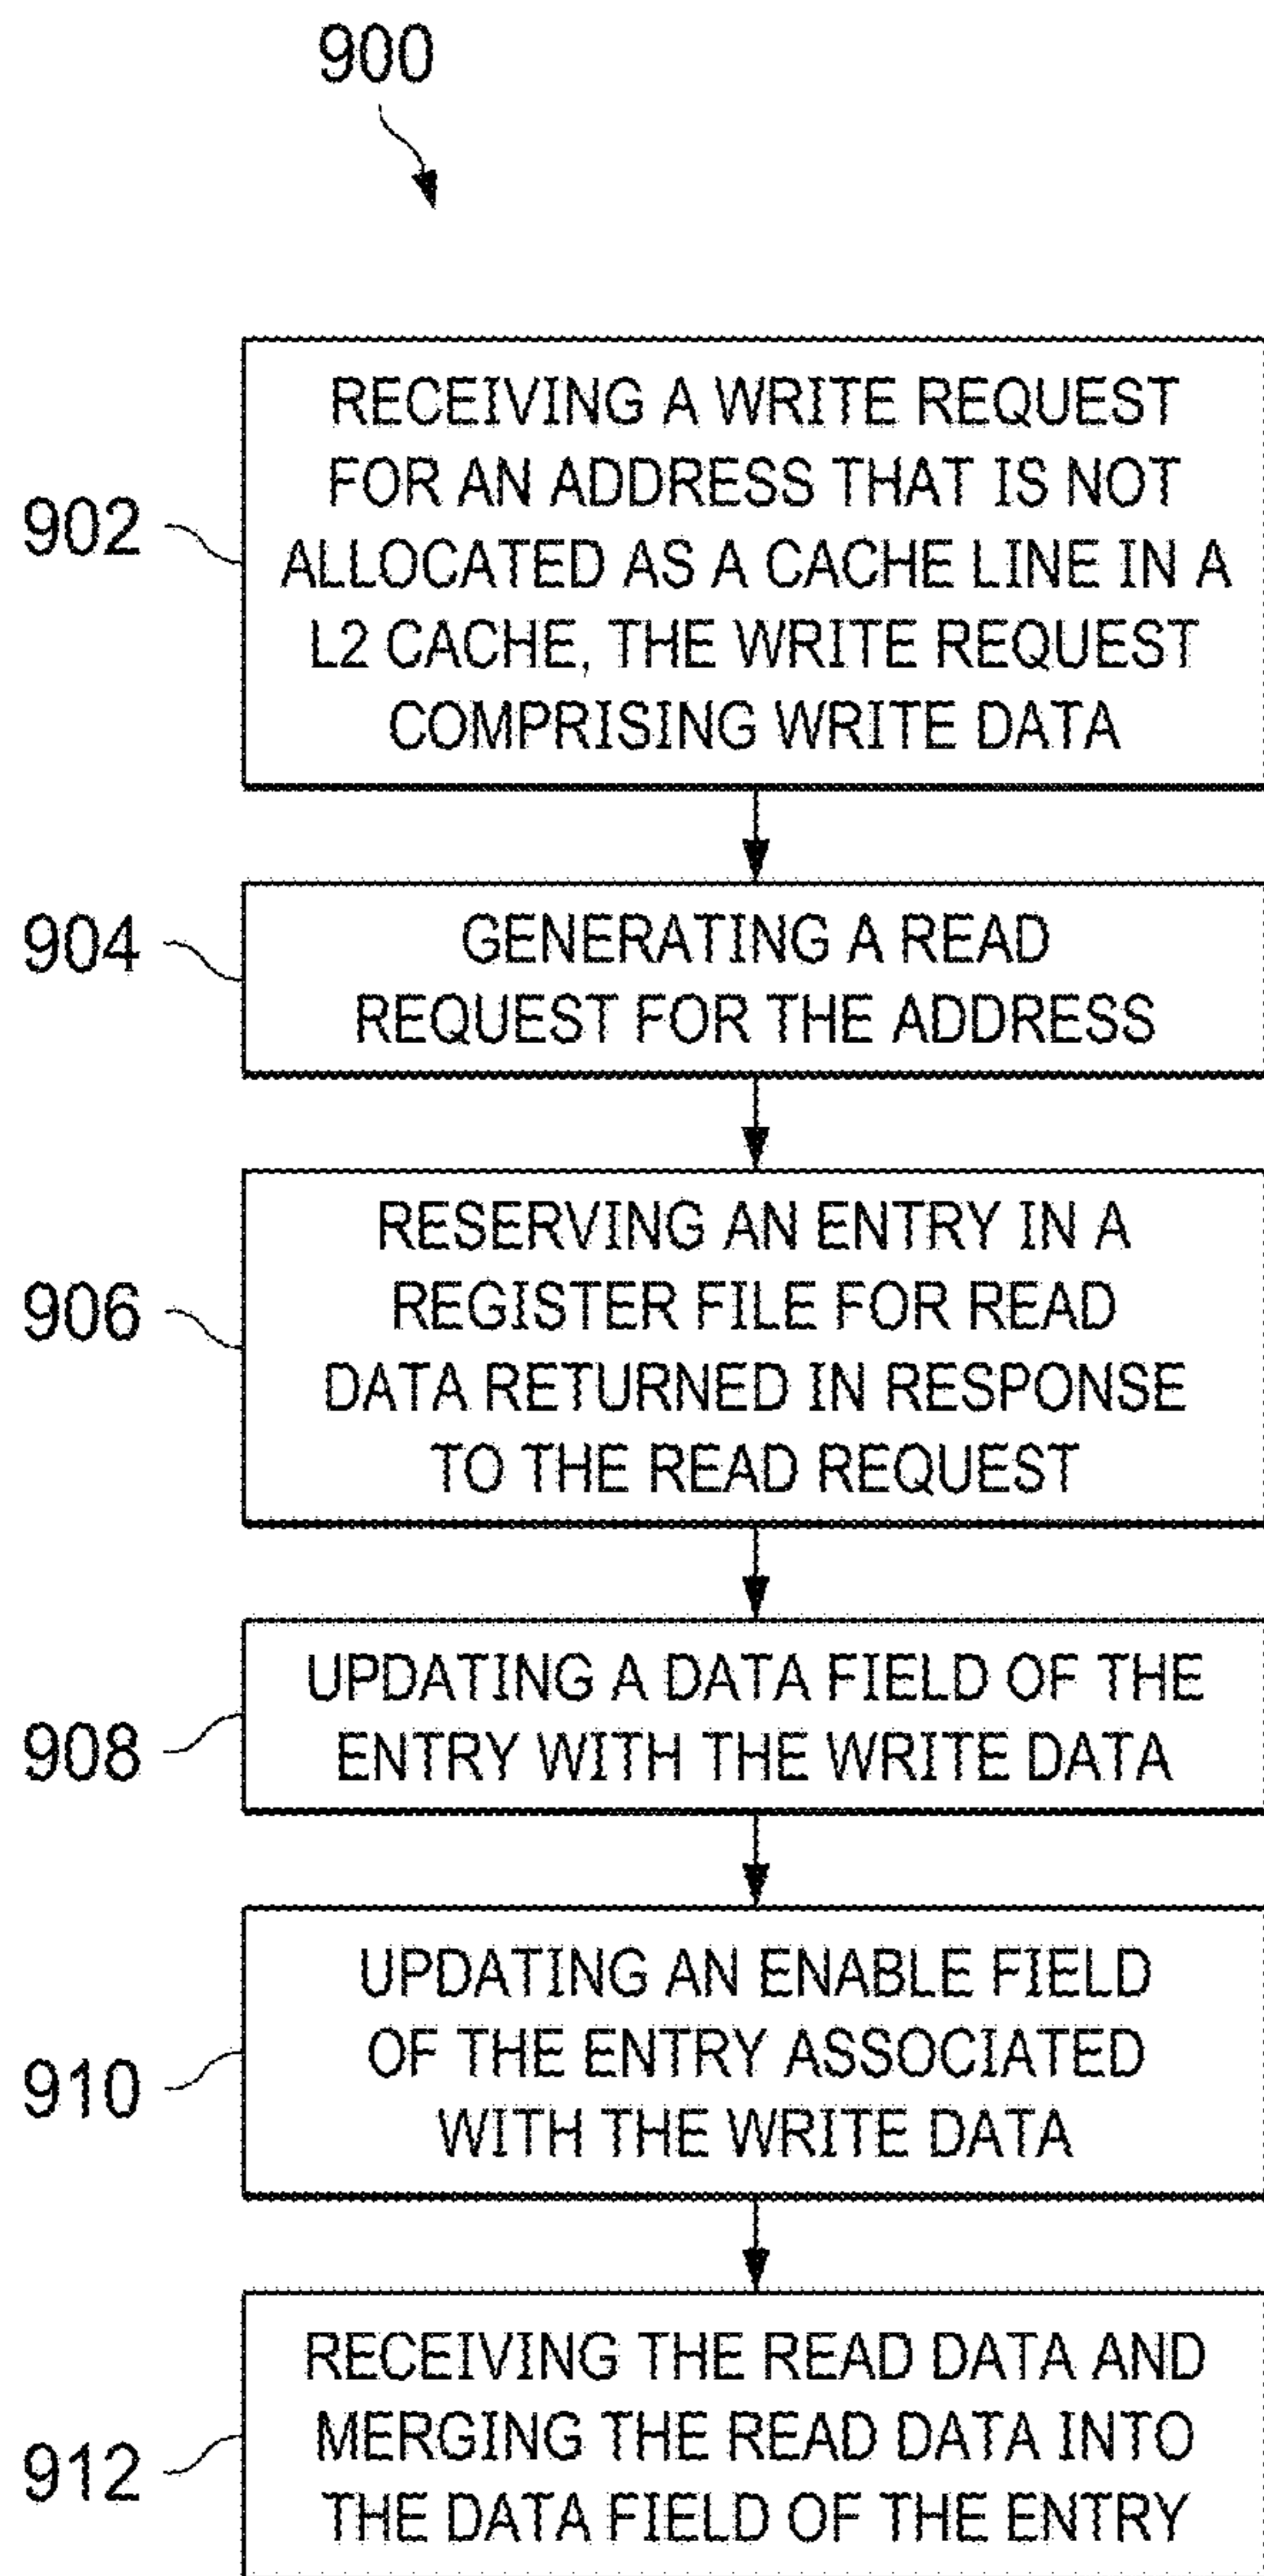 900
902
RECEIVING A WRITE REQUEST
FOR AN ADDRESS THAT IS NOT
ALLOCATED AS A CACHE LINE IN A
L2 CACHE, THE WRITE REQUEST
COMPRISING WRITE DATA
904
GENERATING A READ
REQUEST FOR THE ADDRESS
906
RESERVING AN ENTRY IN A
REGISTER FILE FOR READ
DATA RETURNED IN RESPONSE
TO THE READ REQUEST
908
UPDATING A DATA FIELD OF THE
ENTRY WITH THE WRITE DATA
910
UPDATING AN ENABLE FIELD
OF THE ENTRY ASSOCIATED
WITH THE WRITE DATA
912
RECEIVING THE READ DATA AND
MERGING THE READ DATA INTO
THE DATA FIELD OF THE ENTRY